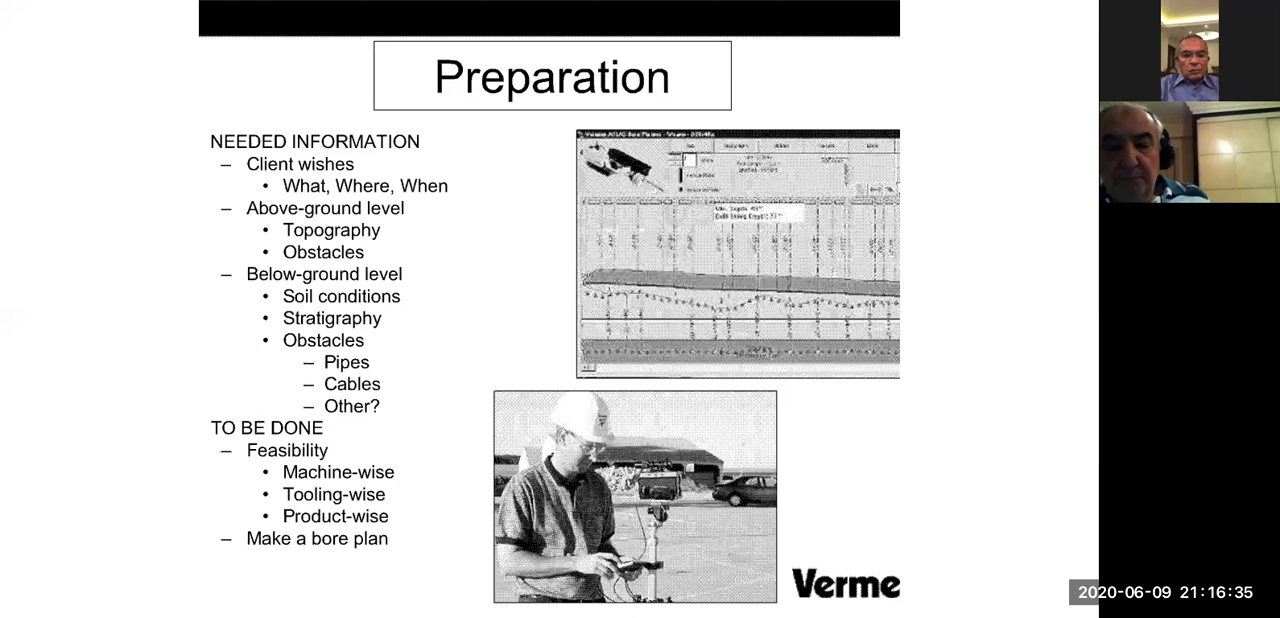 Preparation
NEEDED INFORMATION
– Client wishes
• What, Where, When
– Above-ground level
• Topography
• Obstacles
– Below-ground level
• Soil conditions
• Stratigraphy
• Obstacles
– Pipes
– Cables
– Other?
TO BE DONE
– Feasibility
• Machine-wise
• Tooling-wise
• Product-wise
– Make a bore plan
Verme
2020-06-09 21:16:35